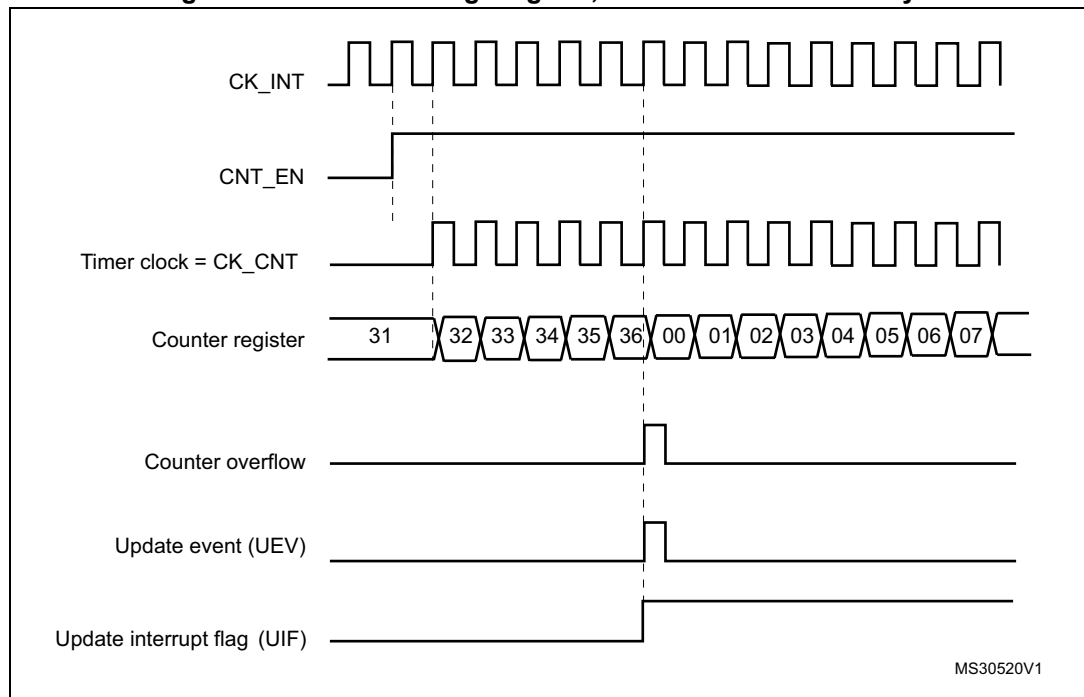 CK_INT
CNT_EN
Timer clock = CK_CNT
Counter register 31 32 33 34 35 36 00 01 02 03 04 05 06 07
Counter overflow
Update event (UEV)
Update interrupt flag (UIF)
MS30520V1